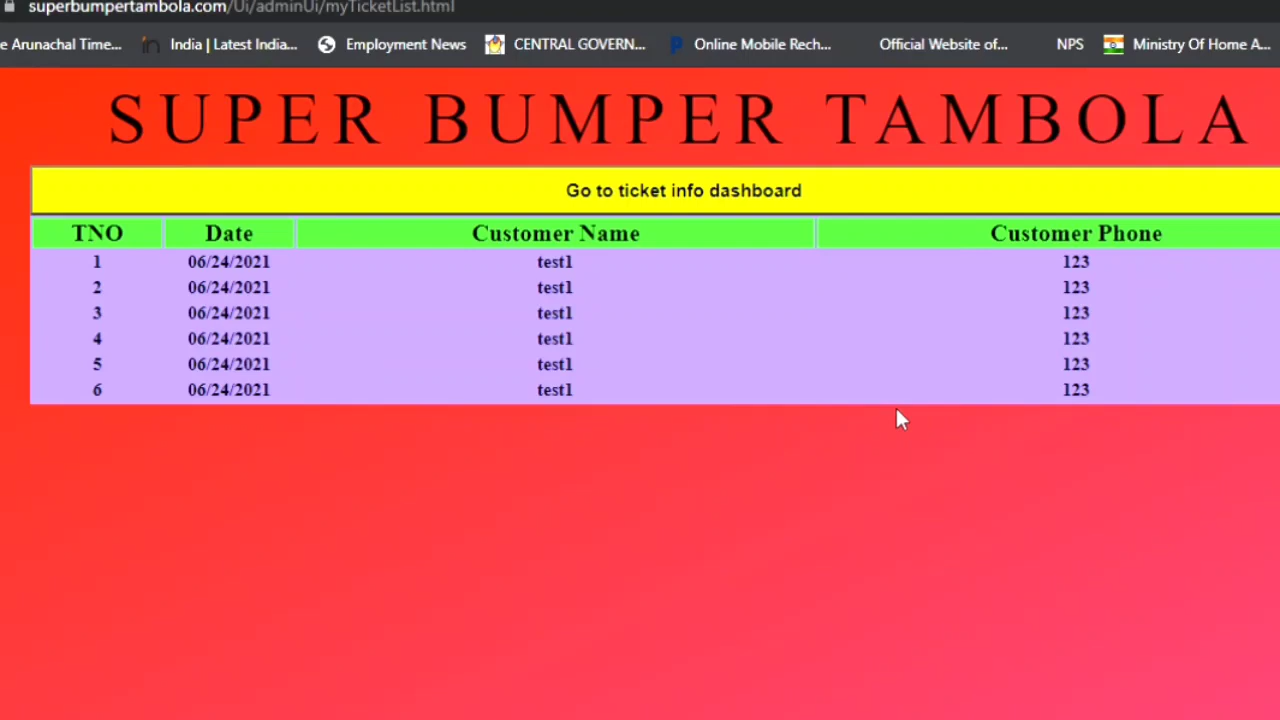 superbumpertambola.com/Ui/adminUi/myTicketList.html
e Arunachal Time... India | Latest India... Employment News CENTRAL GOVERN... Online Mobile Rech... Official Website of... NPS Ministry Of Home A...
SUPER BUMPER TAMBOLA
Go to ticket info dashboard
TNO Date Customer Name Customer Phone
1 06/24/2021 test1 123
2 06/24/2021 test1 123
3 06/24/2021 test1 123
4 06/24/2021 test1 123
5 06/24/2021 test1 123
6 06/24/2021 test1 123